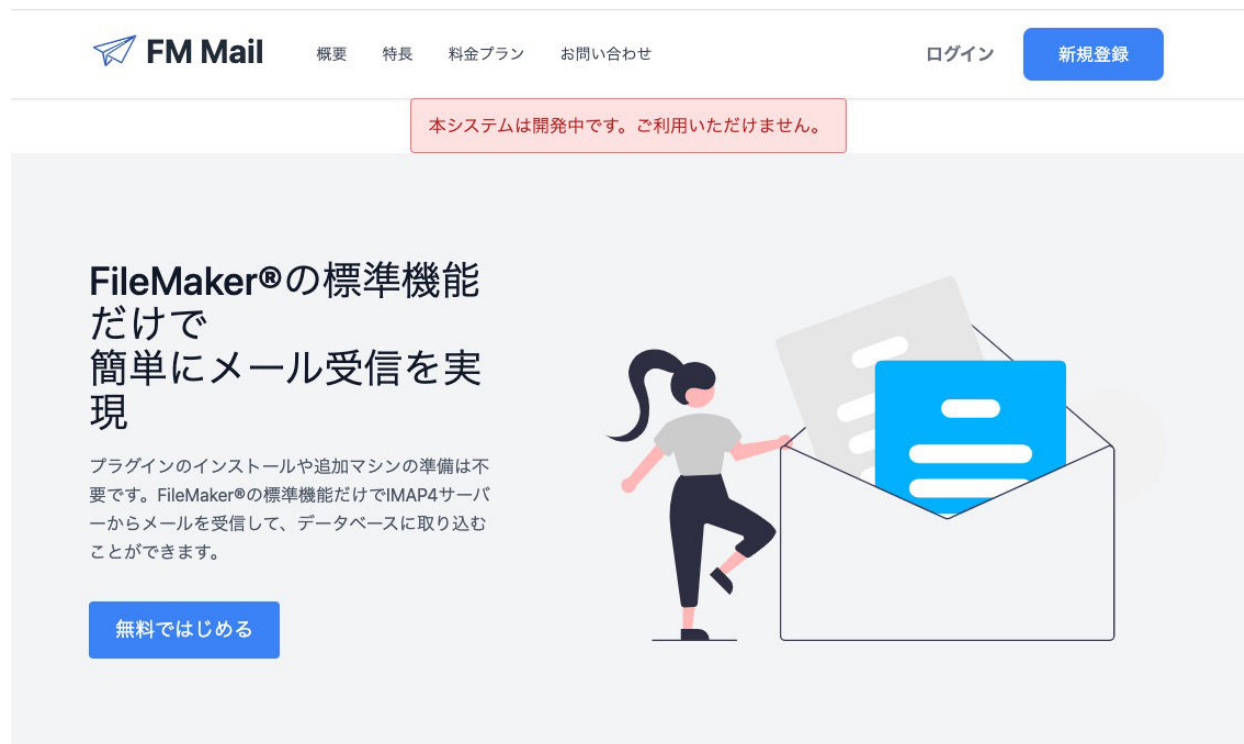 FM Mail
概要
特長
料金プラン
お問い合わせ
ログイン
新規登録
本システムは開発中です。ご利用いただけません。
FileMaker®の標準機能
だけで
簡単にメール受信を実
現
プラグインのインストールや追加マシンの準備は不
要です。FileMaker®の標準機能だけでIMAP4サーバ
ーからメールを受信して、データベースに取り込む
ことができます。
無料ではじめる